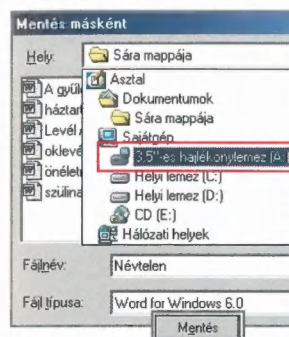 Mentés másként
Hely:
Sára mappája
Asztal
Dokumentumok
Sára mappája
Sajátgép
3,5"-es hajlékonylemez (A:)
Helyi lemez (C:)
Helyi lemez (D:)
CD (E:)
Hálózati helyek
A gyűl
háztart
Levél
oklevé
önélet
szülina
Fájlnév:
Névtelen
Fájl típusa:
Word for Windows 6.0
Mentés